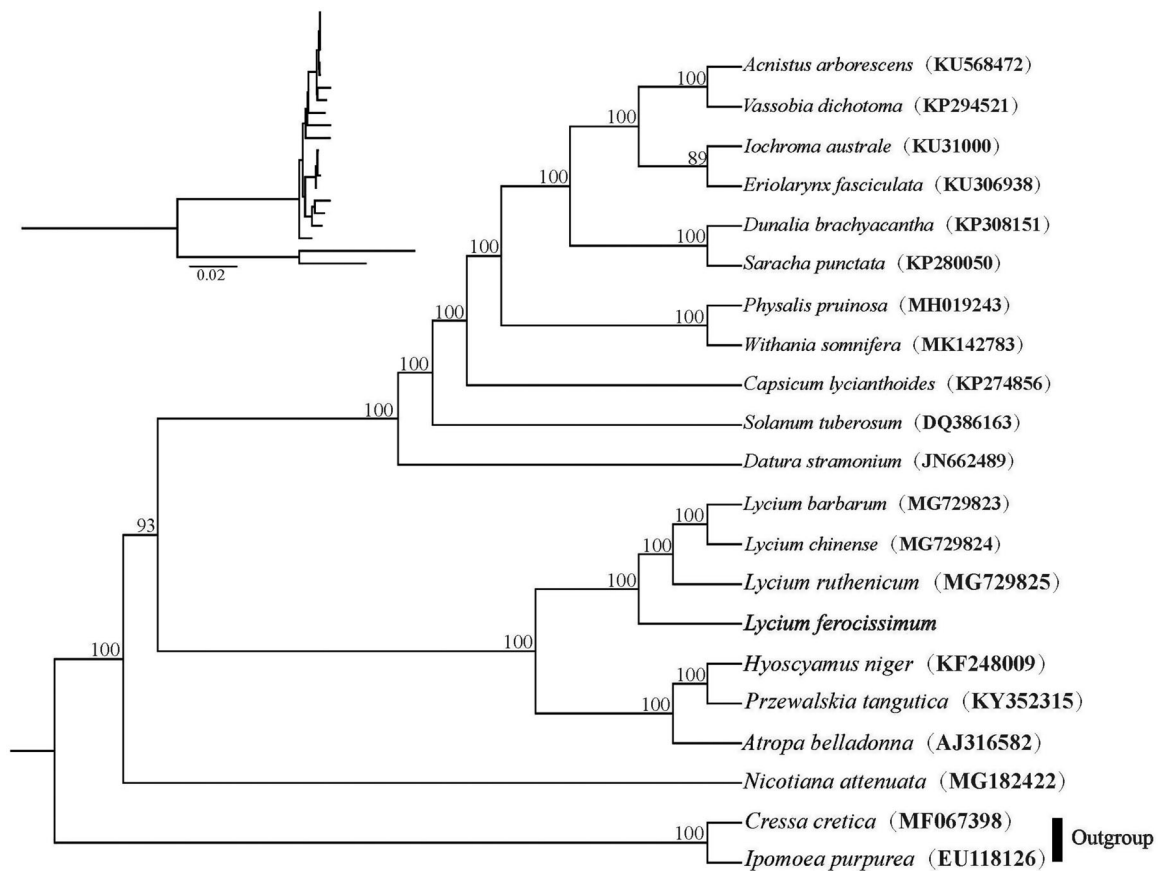 100
Acnistus arborescens (KU568472)
Vassobia dichotoma (KP294521)
100
89
Iochroma australe (KU31000)
Eriolarynx fasciculata (KU306938)
100
100
Dunalia brachyacantha (KP308151)
Saracha punctata (KP280050)
100
0.02
100
Physalis pruinosa (MH019243)
Withania somnifera (MK142783)
100
Capsicum lycianthoides (KP274856)
100
Solanum tuberosum (DQ386163)
100
Datura stramonium (JN662489)
93
100
Lycium barbarum (MG729823)
Lycium chinense (MG729824)
100
Lycium ruthenicum (MG729825)
100
Lycium ferocissimum
100
100
Hyoscyamus niger (KF248009)
Przewalskia tangutica (KY352315)
100
Atropa belladonna (AJ316582)
100
Nicotiana attenuata (MG182422)
100
Cressa cretica (MF067398)
Ipomoea purpurea (EU118126)
Outgroup